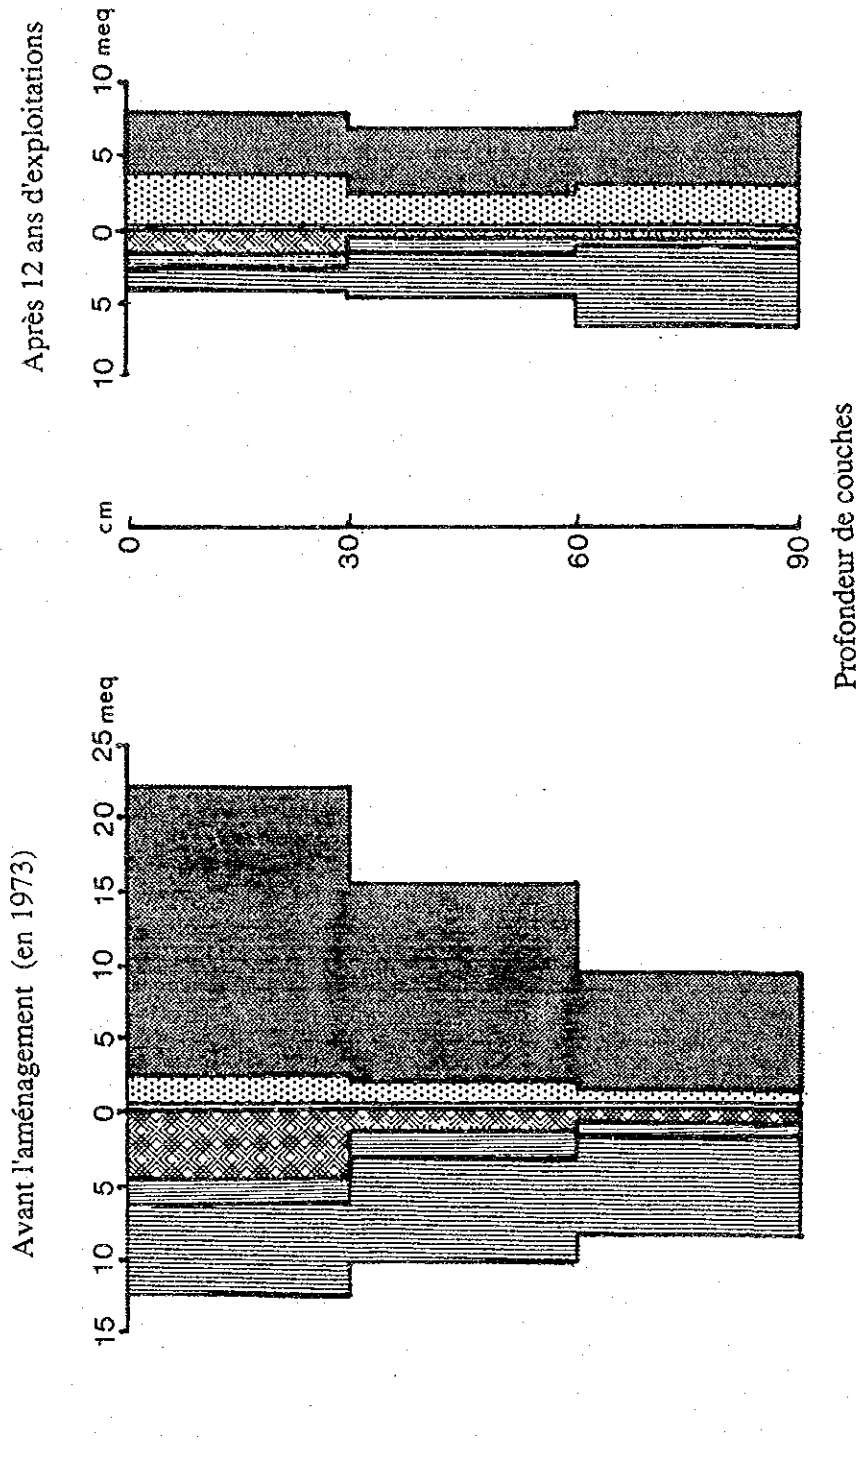 Avant l'aménagement (en 1973)
Après 12 ans d'exploitations
15 10 5 0 5 10 15 20 25 meq
cm
0
30
60
90
10 5 0 5 10 meq
Profondeur de couches